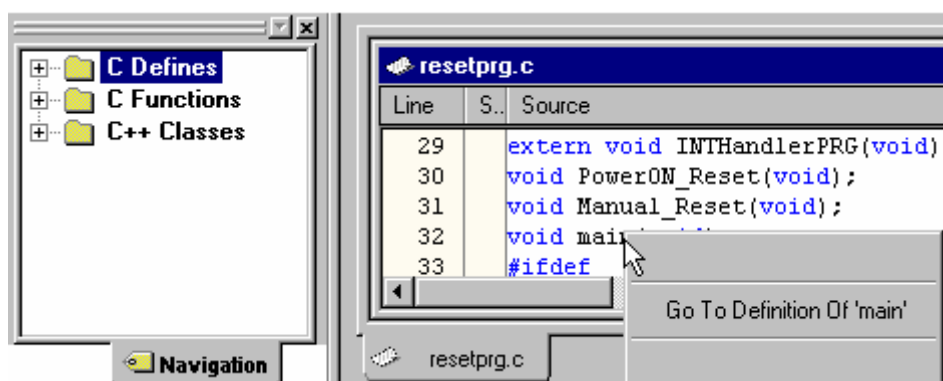 C Defines
C Functions
C++ Classes
Navigation
resetprg.c
Line S.. Source
29 extern void INTHandlerPRG(void)
30 void PowerON_Reset(void);
31 void Manual_Reset(void);
32 void main
33 #ifdef
Go To Definition Of 'main'
resetprg.c